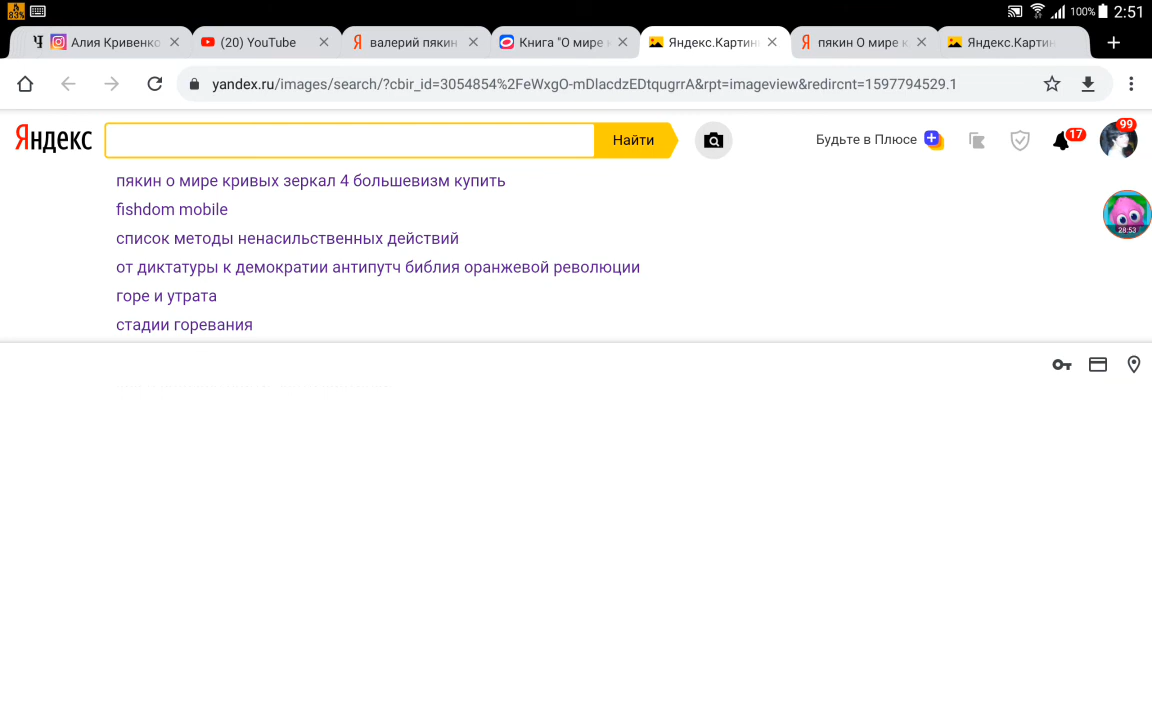 83%
100%
2:51
Ч
Алия Кривенко
(20) YouTube
валерий пякин
Книга "О мире
Яндекс.Картин
пякин О мире к
Яндекс.Картин
yandex.ru/images/search/?cbir_id=3054854%2FeWxgO-mDlacdzEDtqugrrA&rpt=imageview&redircnt=1597794529.1
Яндекс
Найти
Будьте в Плюсе
17
99
пякин о мире кривых зеркал 4 большевизм купить
fishdom mobile
28:53
список методы ненасильственных действий
от диктатуры к демократии антипутч библия оранжевой революции
горе и утрата
стадии горевания